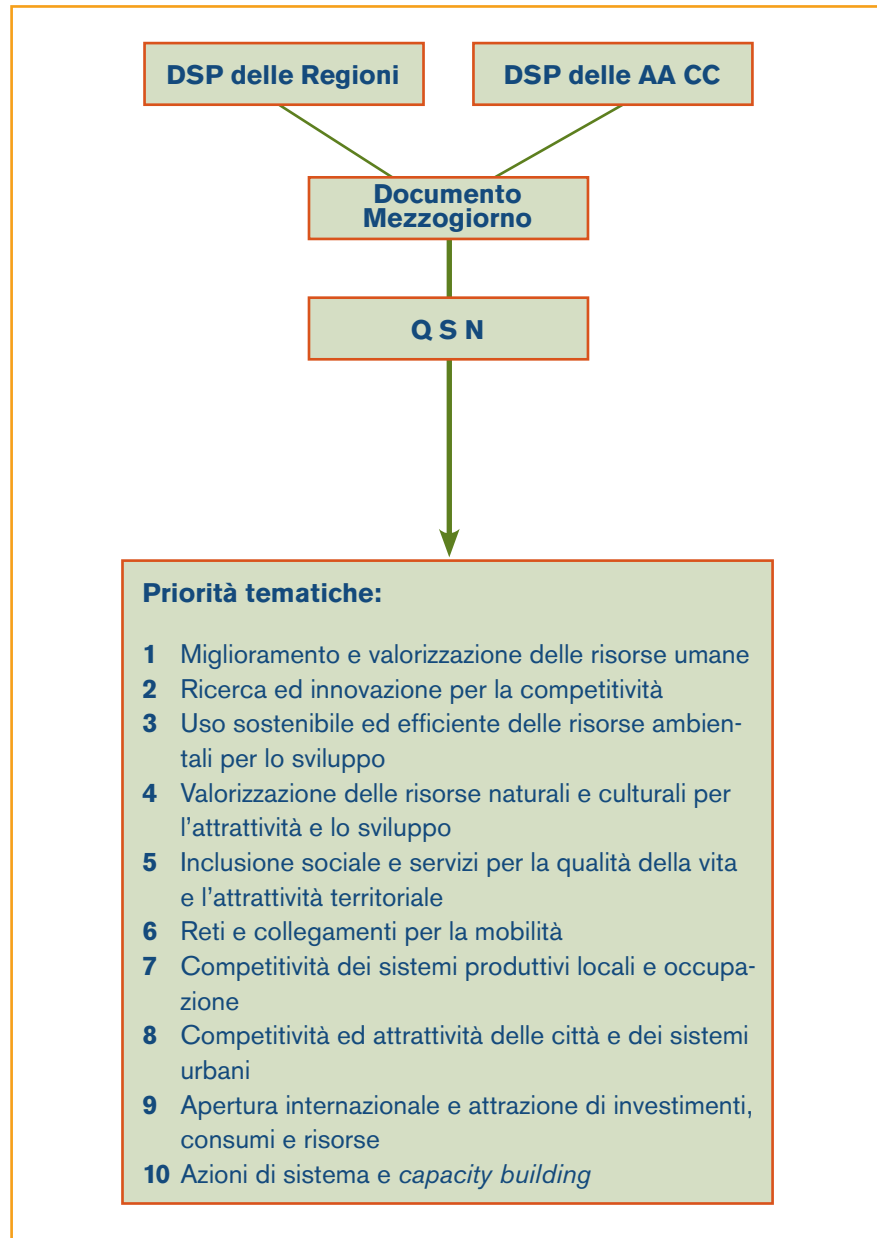 DSP delle Regioni
DSP delle AA CC
Documento
Mezzogiorno
Q S N
Priorità tematiche:
1 Miglioramento e valorizzazione delle risorse umane
2 Ricerca ed innovazione per la competitività
3 Uso sostenibile ed efficiente delle risorse ambien-
tali per lo sviluppo
4 Valorizzazione delle risorse naturali e culturali per
l'attrattività e lo sviluppo
5 Inclusione sociale e servizi per la qualità della vita
e l'attrattività territoriale
6 Reti e collegamenti per la mobilità
7 Competitività dei sistemi produttivi locali e occupa-
zione
8 Competitività ed attrattività delle città e dei sistemi
urbani
9 Apertura internazionale e attrazione di investimenti,
consumi e risorse
10 Azioni di sistema e capacity building